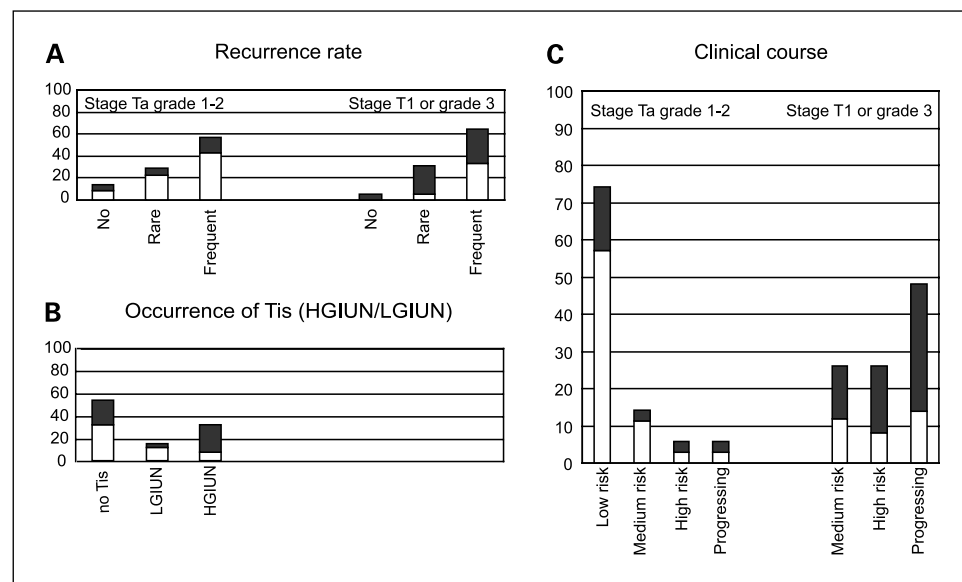 A Recurrence rate
100
80
60
40
20
0
Stage Ta grade 1-2 Stage T1 or grade 3
No
Rare
Frequent
No
Rare
Frequent
B Occurrence of Tis (HGIUN/LGIUN)
100
80
60
40
20
0
no Tis
LGIUN
HGIUN
C Clinical course
100
90
80
70
60
50
40
30
20
10
0
Stage Ta grade 1-2 Stage T1 or grade 3
Low risk
Medium risk
High risk
Progressing
Medium risk
High risk
Progressing